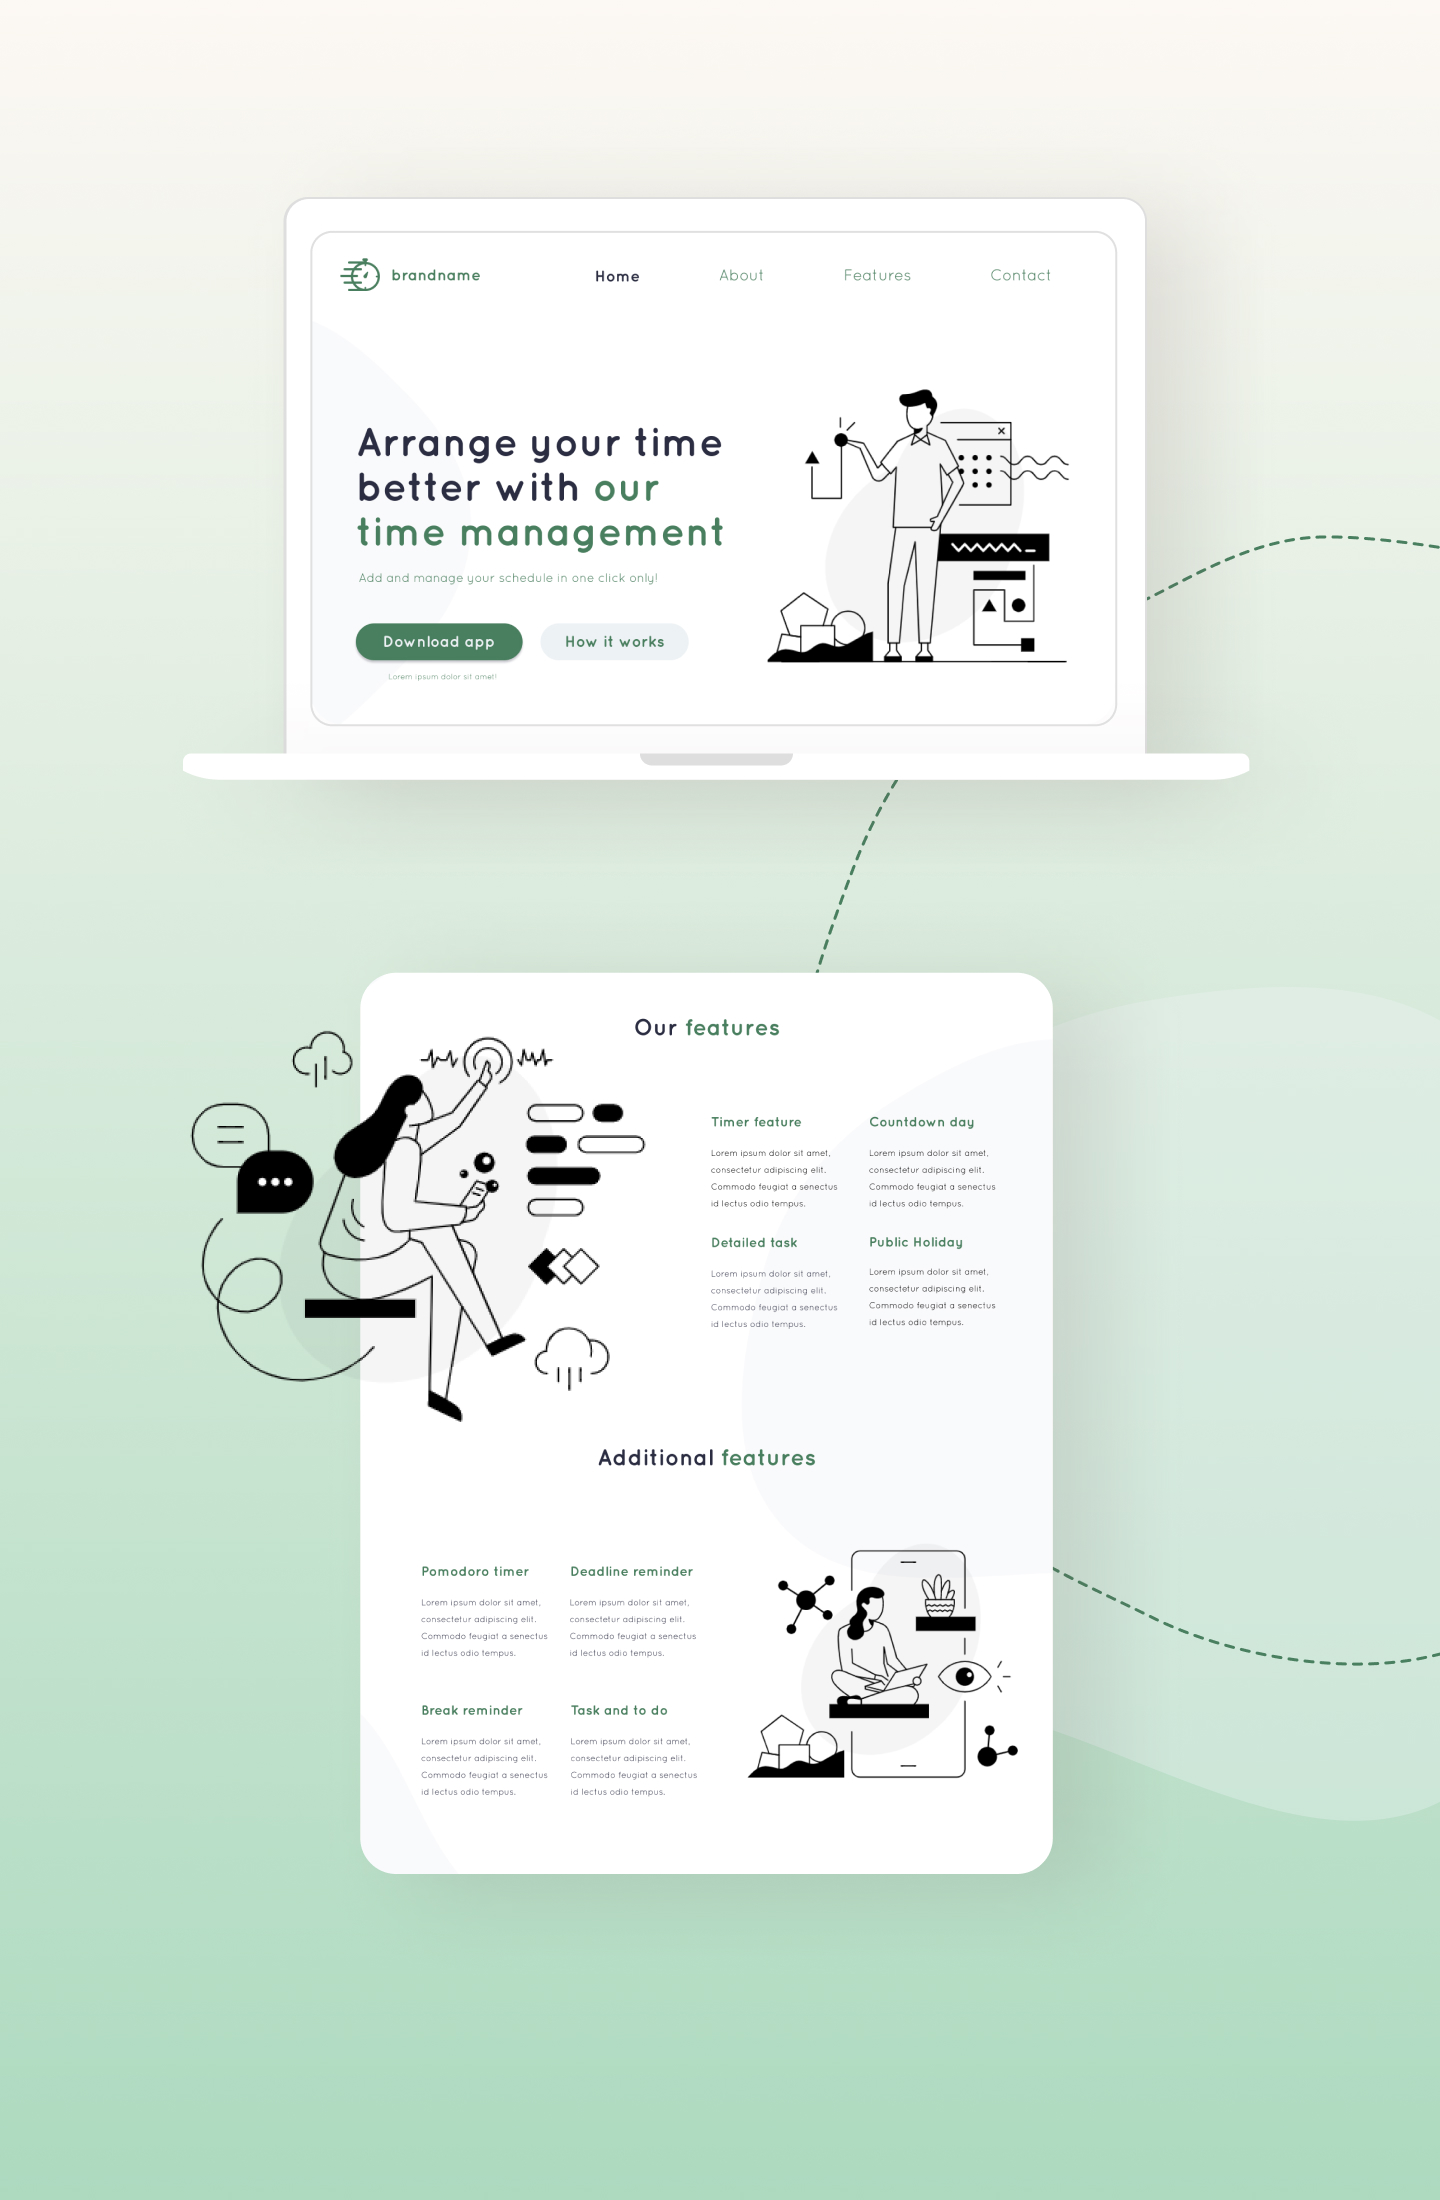 brandname
Home
About
Features
Contact
Arrange your time
better with our
time management
Add and manage your schedule in one click only!
Download app
How it works
Lorem ipsum dolor sit amet!
Our features
Timer feature
Lorem ipsum dolor sit amet,
consectetur adipiscing elit.
Commodo feugiat a senectus
id lectus odio tempus.
Countdown day
Lorem ipsum dolor sit amet,
consectetur adipiscing elit.
Commodo feugiat a senectus
id lectus odio tempus.
Detailed task
Lorem ipsum dolor sit amet,
consectetur adipiscing elit.
Commodo feugiat a senectus
id lectus odio tempus.
Public Holiday
Lorem ipsum dolor sit amet,
consectetur adipiscing elit.
Commodo feugiat a senectus
id lectus odio tempus.
Additional features
Pomodoro timer
Lorem ipsum dolor sit amet,
consectetur adipiscing elit.
Commodo feugiat a senectus
id lectus odio tempus.
Deadline reminder
Lorem ipsum dolor sit amet,
consectetur adipiscing elit.
Commodo feugiat a senectus
id lectus odio tempus.
Break reminder
Lorem ipsum dolor sit amet,
consectetur adipiscing elit.
Commodo feugiat a senectus
id lectus odio tempus.
Task and to do
Lorem ipsum dolor sit amet,
consectetur adipiscing elit.
Commodo feugiat a senectus
id lectus odio tempus.